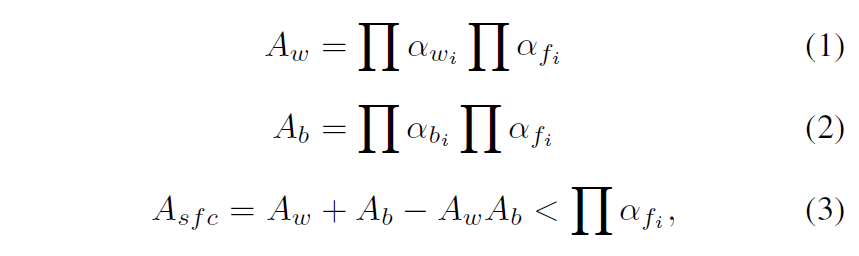 A_w = ∏ α_{w_i} ∏ α_{f_i} (1)
A_b = ∏ α_{b_i} ∏ α_{f_i} (2)
A_{sfc} = A_w + A_b − A_w A_b < ∏ α_{f_i}, (3)